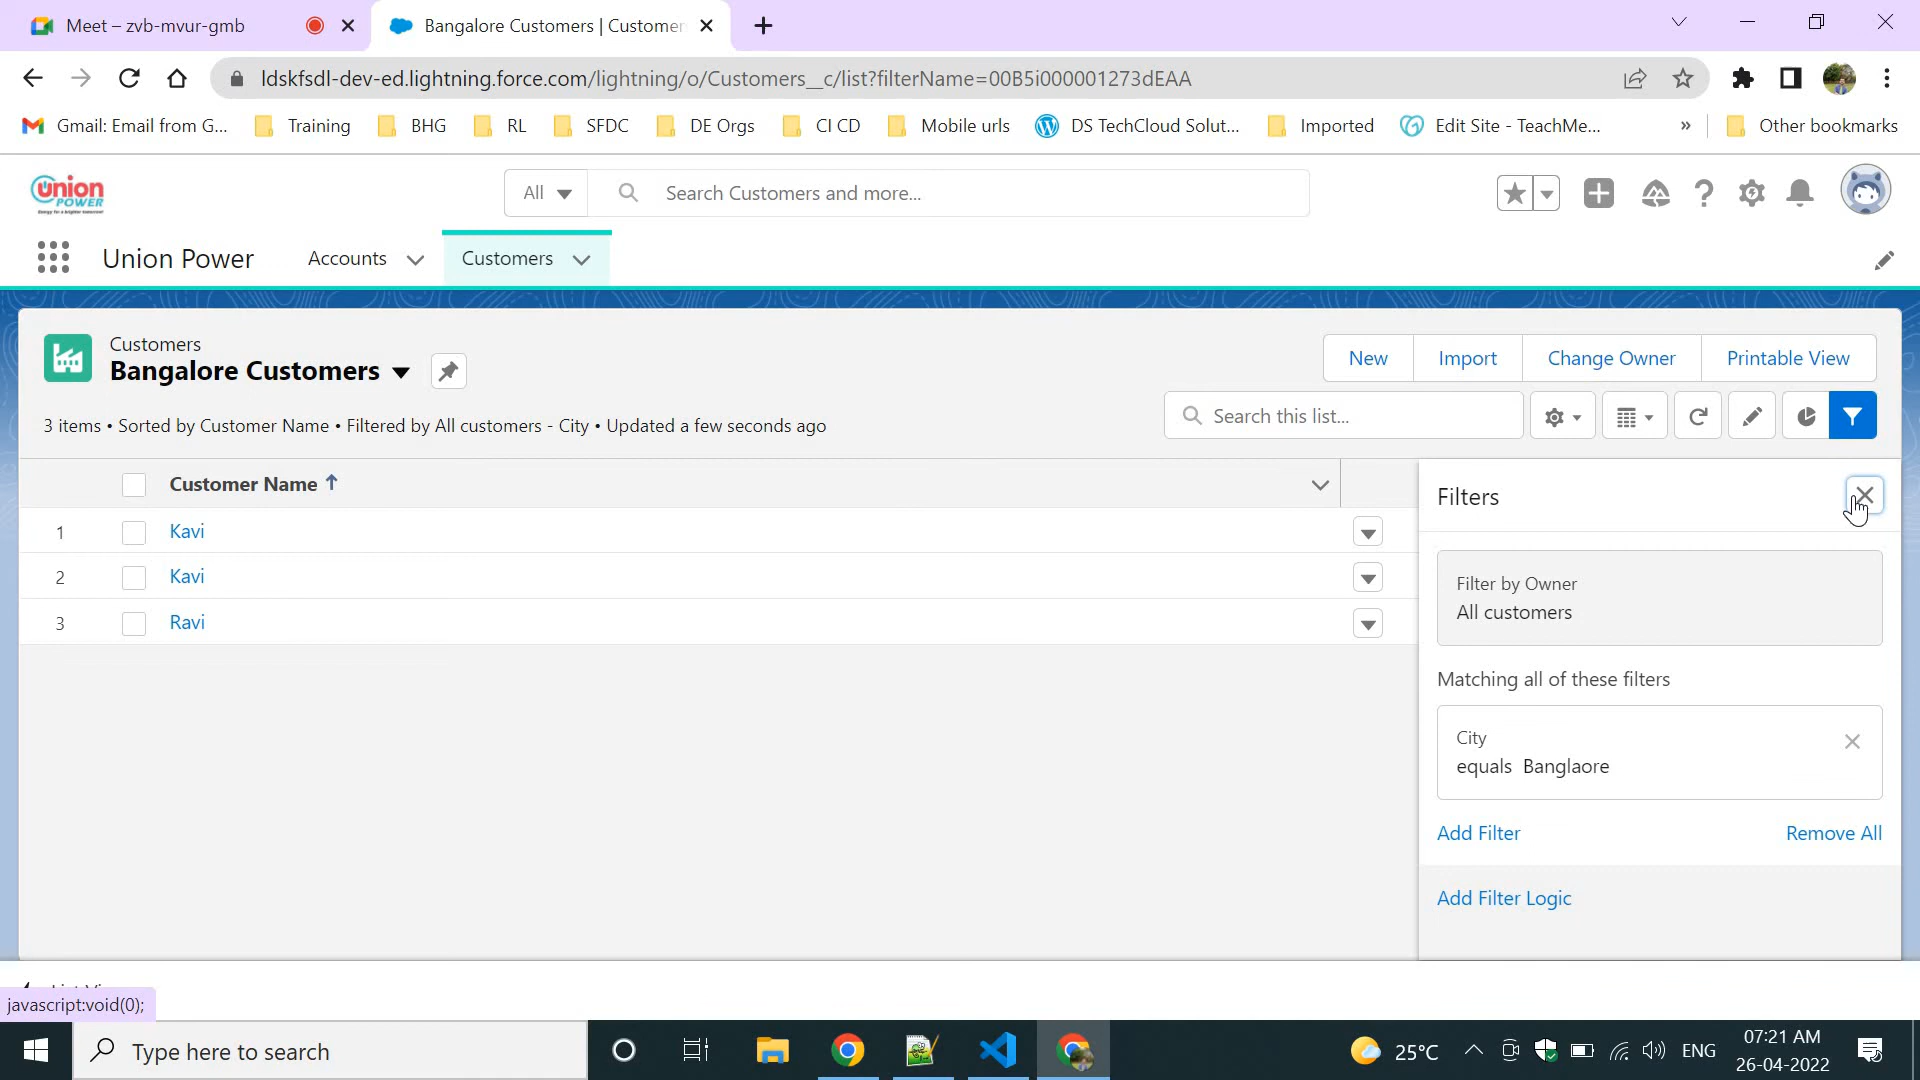 Meet – zvb-mvur-gmb
Bangalore Customers | Customer
ldskfsdl-dev-ed.lightning.force.com/lightning/o/Customers__c/list?filterName=00B5i000001273dEAA
Gmail: Email from G...
Training
BHG
RL
SFDC
DE Orgs
CI CD
Mobile urls
DS TechCloud Solut...
Imported
Edit Site - TeachMe...
»
Other bookmarks
union
POWER
All
Search Customers and more...
Union Power
Accounts
Customers
Customers
Bangalore Customers
New
Import
Change Owner
Printable View
3 items • Sorted by Customer Name • Filtered by All customers - City • Updated a few seconds ago
Search this list...
Customer Name
1
Kavi
2
Kavi
3
Ravi
Filters
Filter by Owner
All customers
Matching all of these filters
City
equals Banglaore
Add Filter
Remove All
Add Filter Logic
javascript:void(0);
Type here to search
25°C
ENG
07:21 AM
26-04-2022